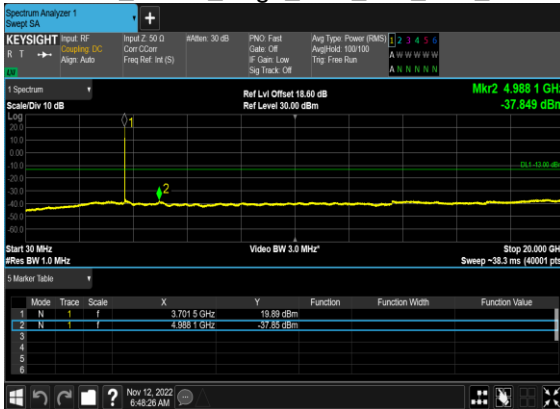 Spectrum Analyzer 1
Swept SA
KEYSIGHT Input: RF Input Z: 50 Ω #Atten: 30 dB PNO: Fast Avg Type: Power (RMS) 1 2 3 4 5 6
R T Coupling: DC Corr CCorr Gate: Off Avg|Hold: 100/100 A W W W W W
Align: Auto Freq Ref: Int (S) IF Gain: Low Trig: Free Run
Sig Track: Off A N N N N N
1 Spectrum Ref Lvl Offset 18.60 dB Mkr2 4.988 1 GHz
Scale/Div 10 dB Ref Level 30.00 dBm -37.849 dBm
Log
20.0
10.0
0.00
-10.0
-20.0
-30.0
-40.0
-50.0
-60.0
1
DL1 -13.00 dBm
2
Start 30 MHz Video BW 3.0 MHz* Stop 20.000 GH
#Res BW 1.0 MHz Sweep ~38.3 ms (40001 pts
5 Marker Table
Mode Trace Scale X Y Function Function Width Function Value
1 N 1 f 3.701 5 GHz 19.89 dBm
2 N 1 f 4.988 1 GHz -37.85 dBm
3
4
5
6
? Nov 12, 2022
6:48:26 AM